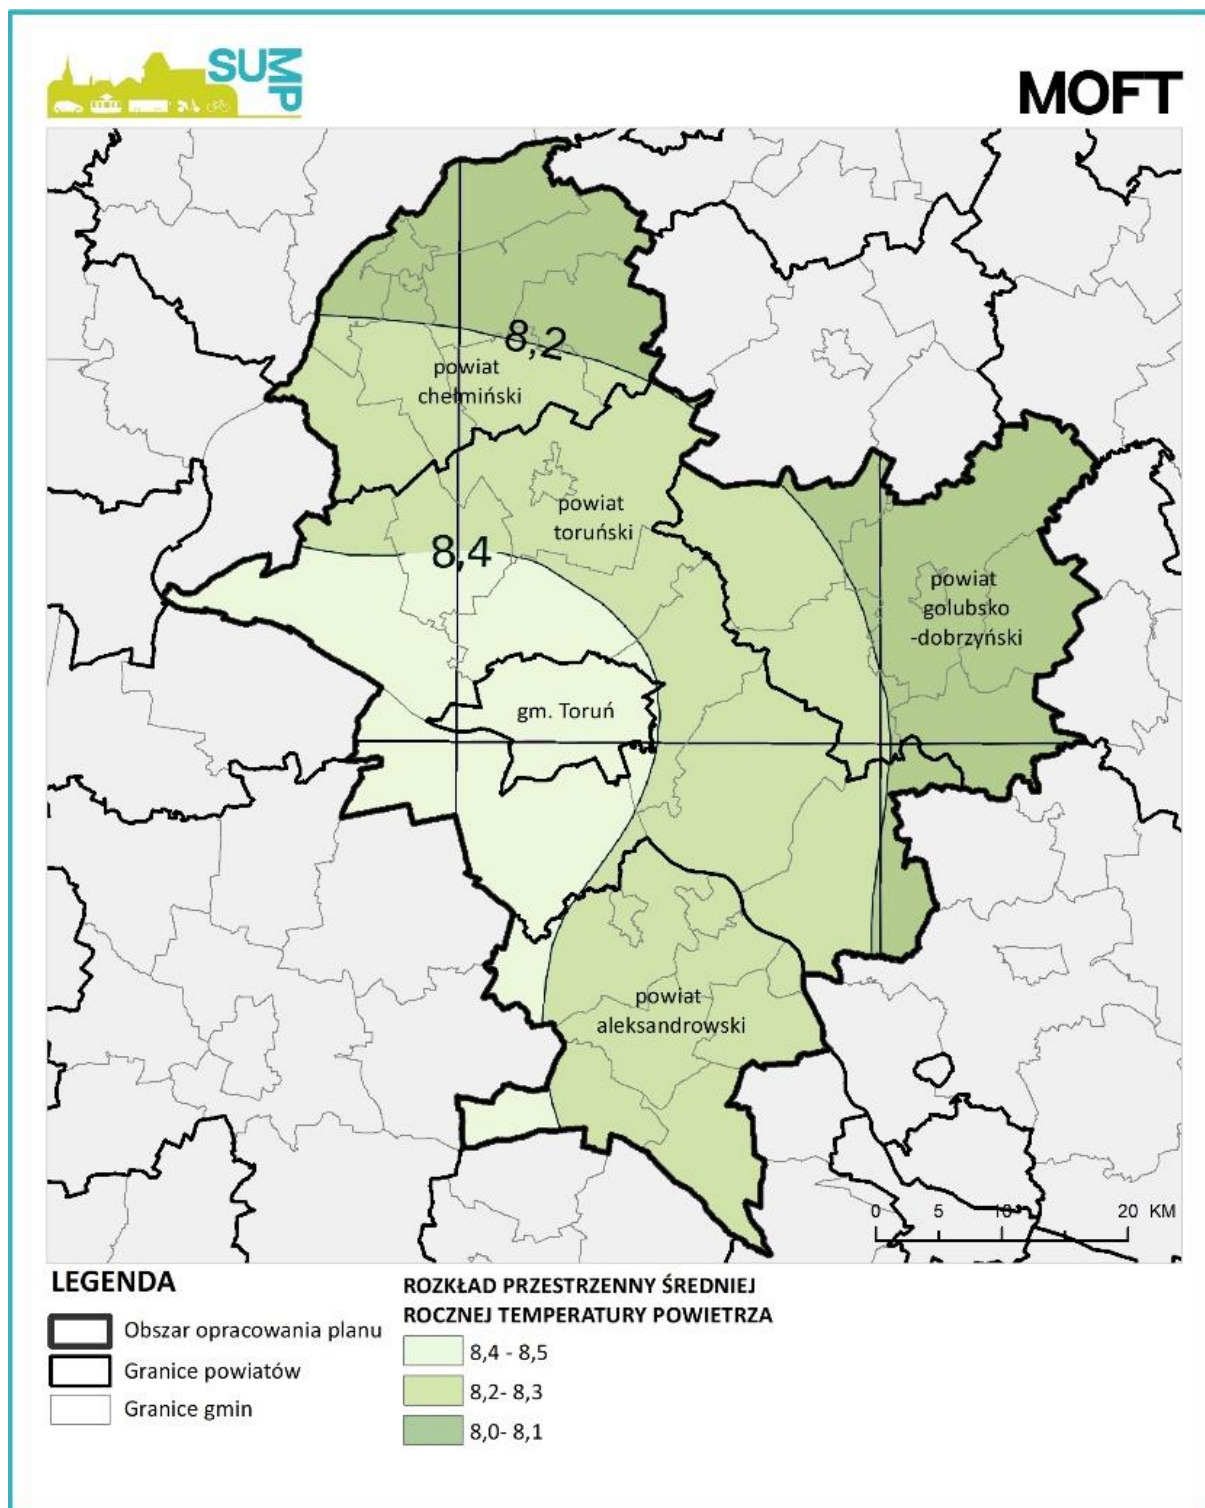 SUMP
MOFT
8,2
powiat
chełmiński
powiat
toruński
8,4
powiat
golubsko
-dobrzyński
gm. Toruń
powiat
aleksandrowski
0 5 10 20 KM
LEGENDA
Obszar opracowania planu
Granice powiatów
Granice gmin
ROZKŁAD PRZESTRZENNY ŚREDNIEJ
ROCZNEJ TEMPERATURY POWIETRZA
8,4 - 8,5
8,2- 8,3
8,0- 8,1